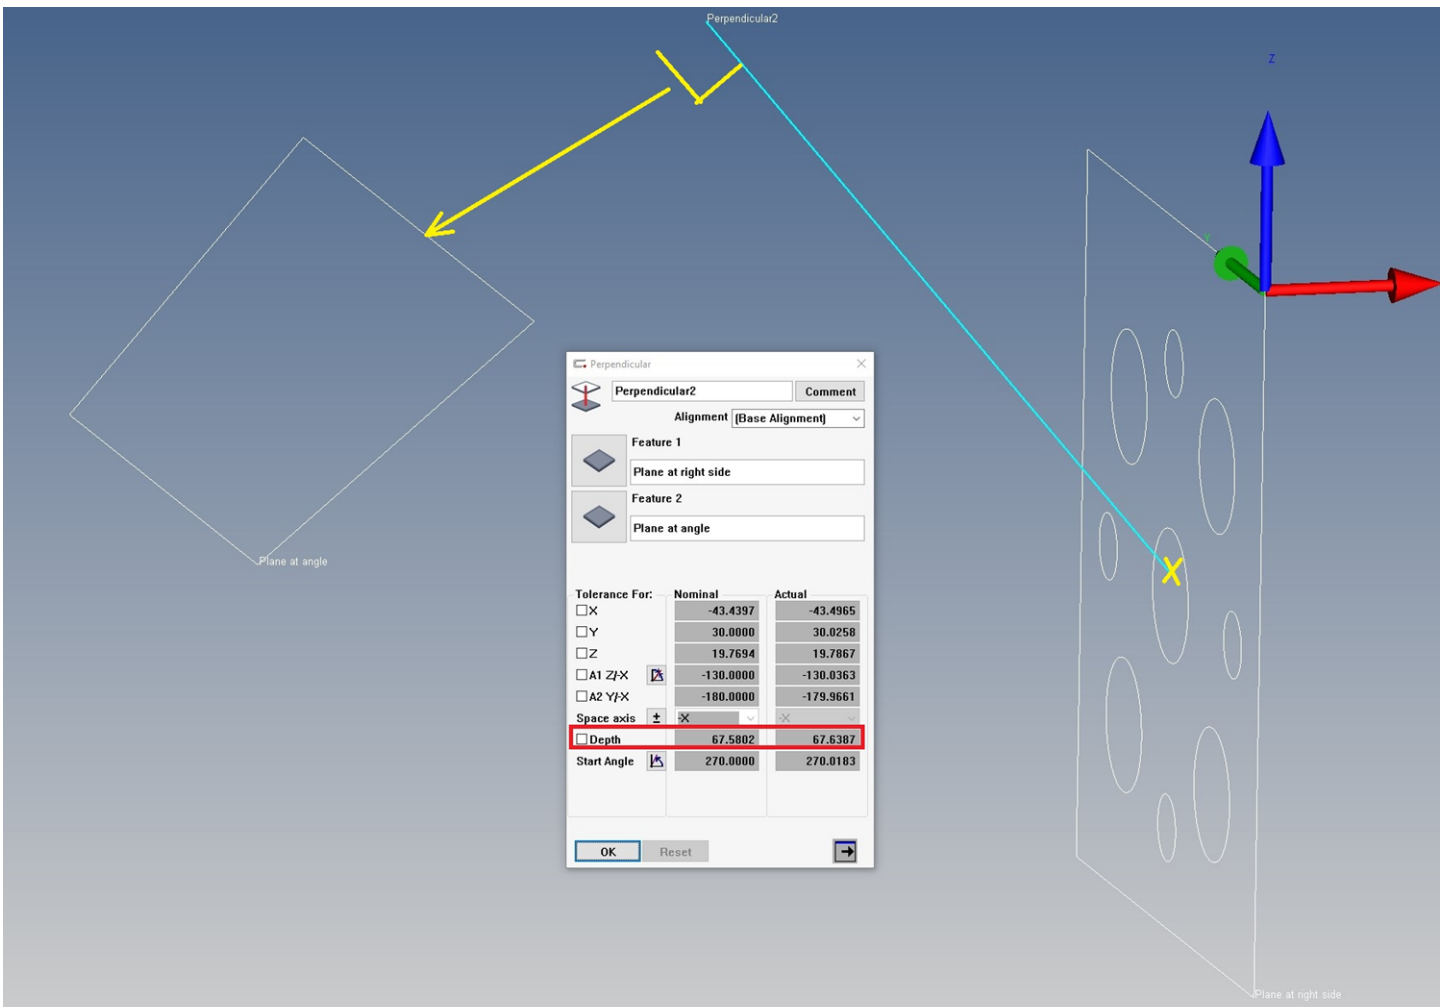 Perpendicular2
Z
Y
Plane at angle
Perpendicular
Perpendicular2 Comment
Alignment (Base Alignment)
Feature 1
Plane at right side
Feature 2
Plane at angle
Tolerance For: Nominal Actual
X -43.4397 -43.4965
Y 30.0000 30.0258
Z 19.7694 19.7867
A1 Z/-X -130.0000 -130.0363
A2 Y/-X -180.0000 -179.9661
Space axis ± -X -X
Depth 67.5802 67.6387
Start Angle 270.0000 270.0183
OK Reset
Plane at right side